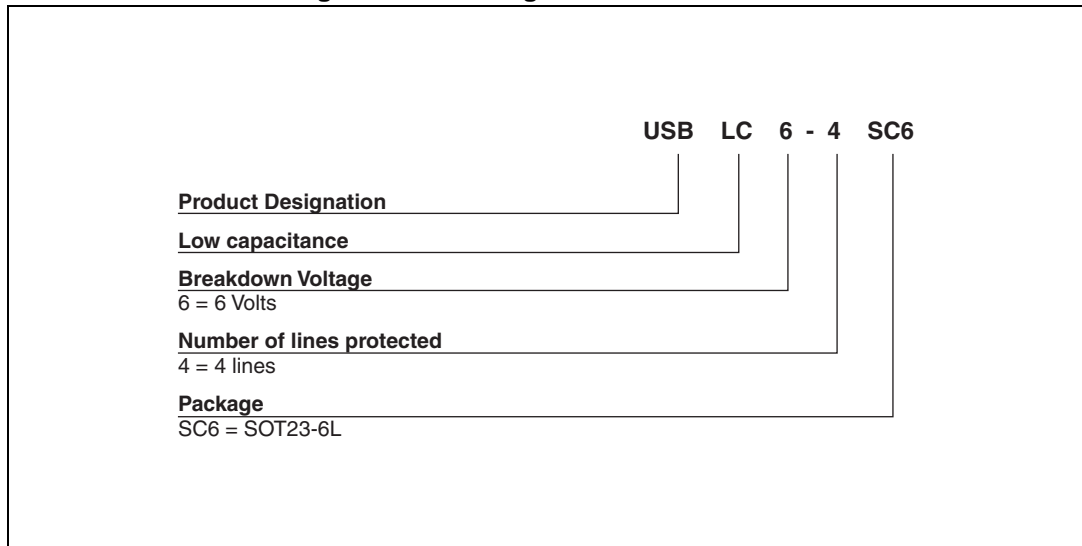 USB LC 6 - 4 SC6
Product Designation
Low capacitance
Breakdown Voltage
6 = 6 Volts
Number of lines protected
4 = 4 lines
Package
SC6 = SOT23-6L